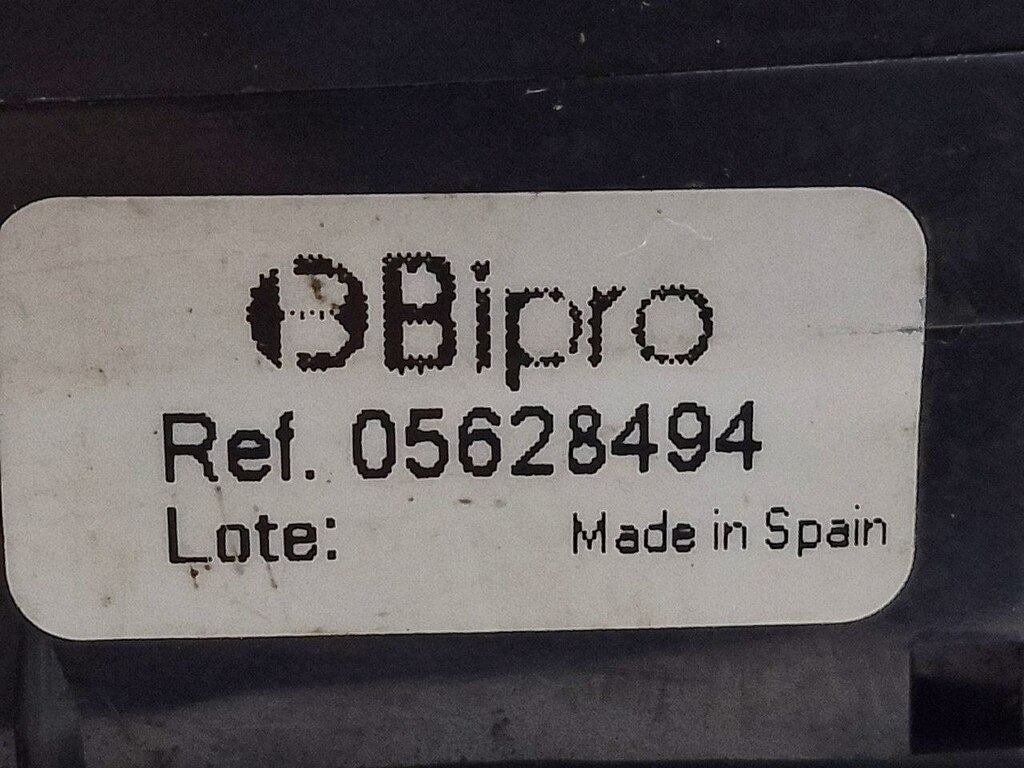 Bipro
Ref. 05628494
Lote:
Made in Spain